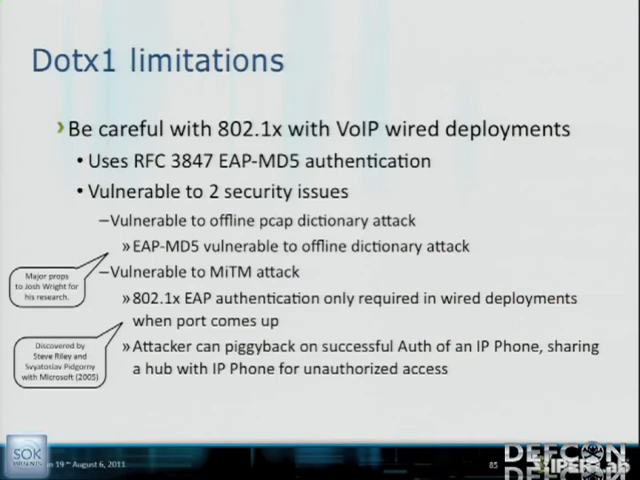 Dotx1 limitations
›Be careful with 802.1x with VoIP wired deployments
• Uses RFC 3847 EAP-MD5 authentication
• Vulnerable to 2 security issues
–Vulnerable to offline pcap dictionary attack
» EAP-MD5 vulnerable to offline dictionary attack
Major props
to Josh Wright for
his research.
–Vulnerable to MiTM attack
» 802.1x EAP authentication only required in wired deployments
when port comes up
Discovered by
Steve Riley and
Svyatoslav Pidgorny
with Microsoft (2005)
» Attacker can piggyback on successful Auth of an IP Phone, sharing
a hub with IP Phone for unauthorized access
SOK
19 – August 6, 2011
85
DEFCON
VIPER Lab